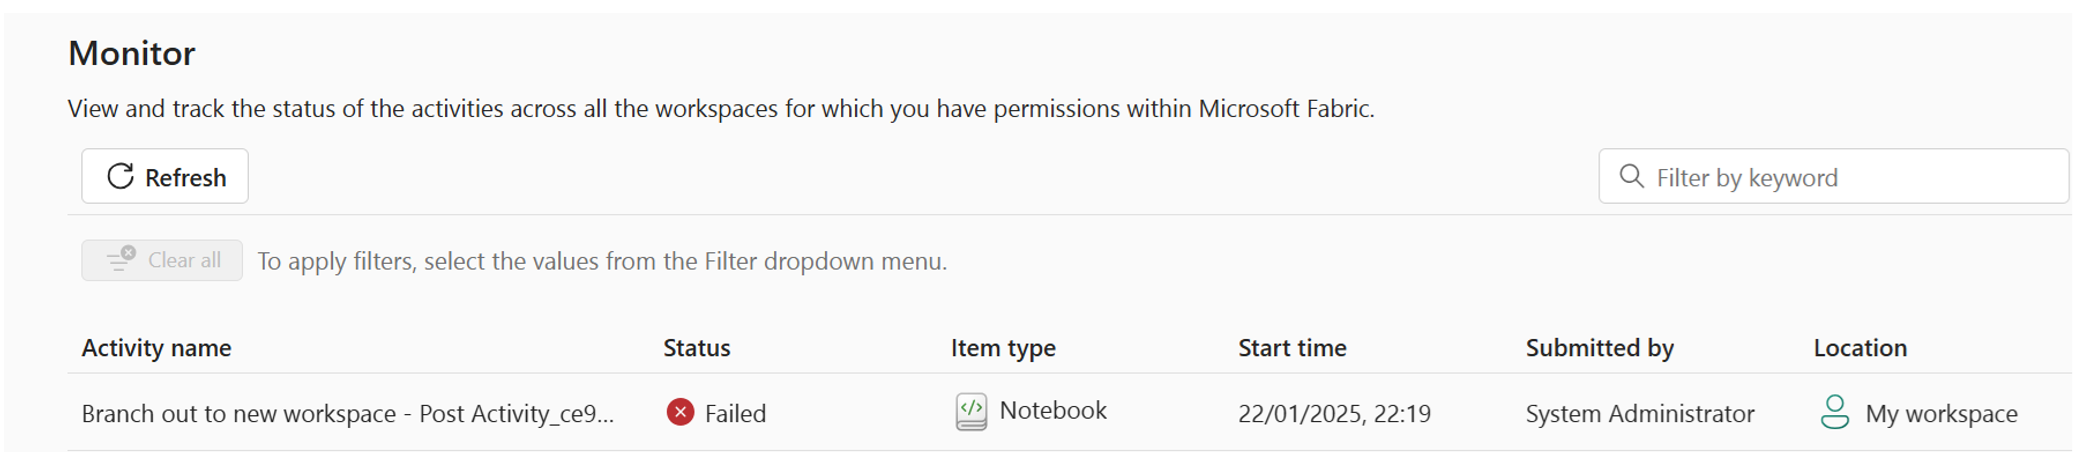 Monitor
View and track the status of the activities across all the workspaces for which you have permissions within Microsoft Fabric.
Refresh
Filter by keyword
Clear all To apply filters, select the values from the Filter dropdown menu.
Activity name Status Item type Start time Submitted by Location
Branch out to new workspace - Post Activity_ce9... Failed Notebook 22/01/2025, 22:19 System Administrator My workspace